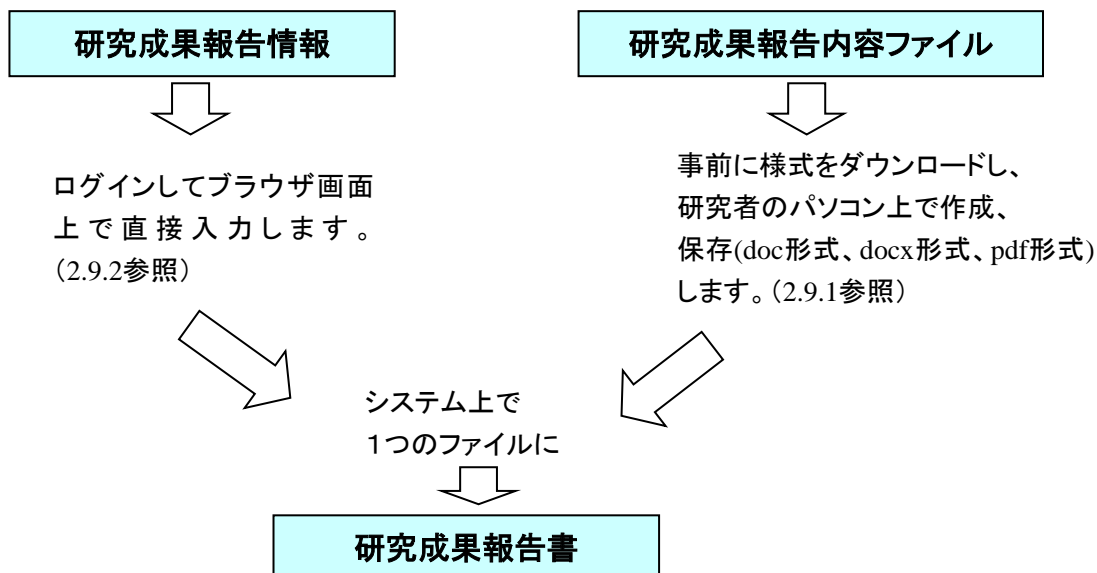 研究成果報告情報
研究成果報告内容ファイル
ログインしてブラウザ画面
上で直接入力します。
（2.9.2参照）
事前に様式をダウンロードし、
研究者のパソコン上で作成、
保存(doc形式、docx形式、pdf形式)
します。（2.9.1参照）
システム上で
１つのファイルに
研究成果報告書